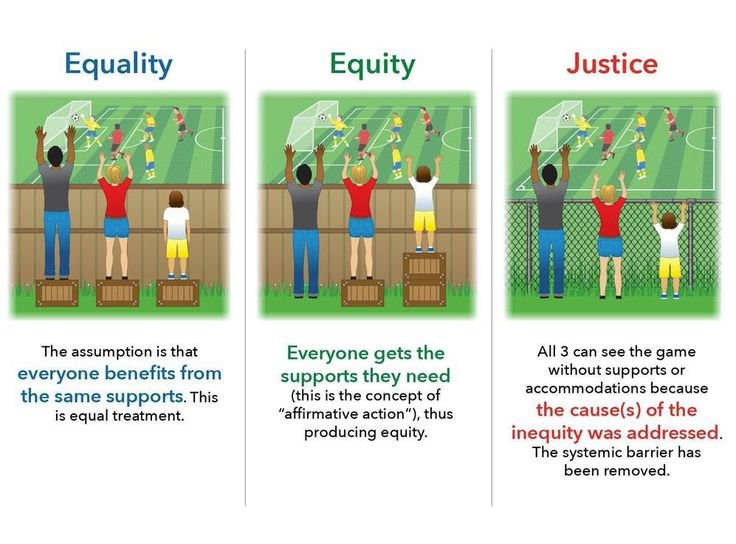 Equality
The assumption is that
everyone benefits from
the same supports. This
is equal treatment.
Equity
Everyone gets the
supports they need
(this is the concept of
“affirmative action”), thus
producing equity.
Justice
All 3 can see the game
without supports or
accommodations because
the cause(s) of the
inequity was addressed.
The systemic barrier has
been removed.